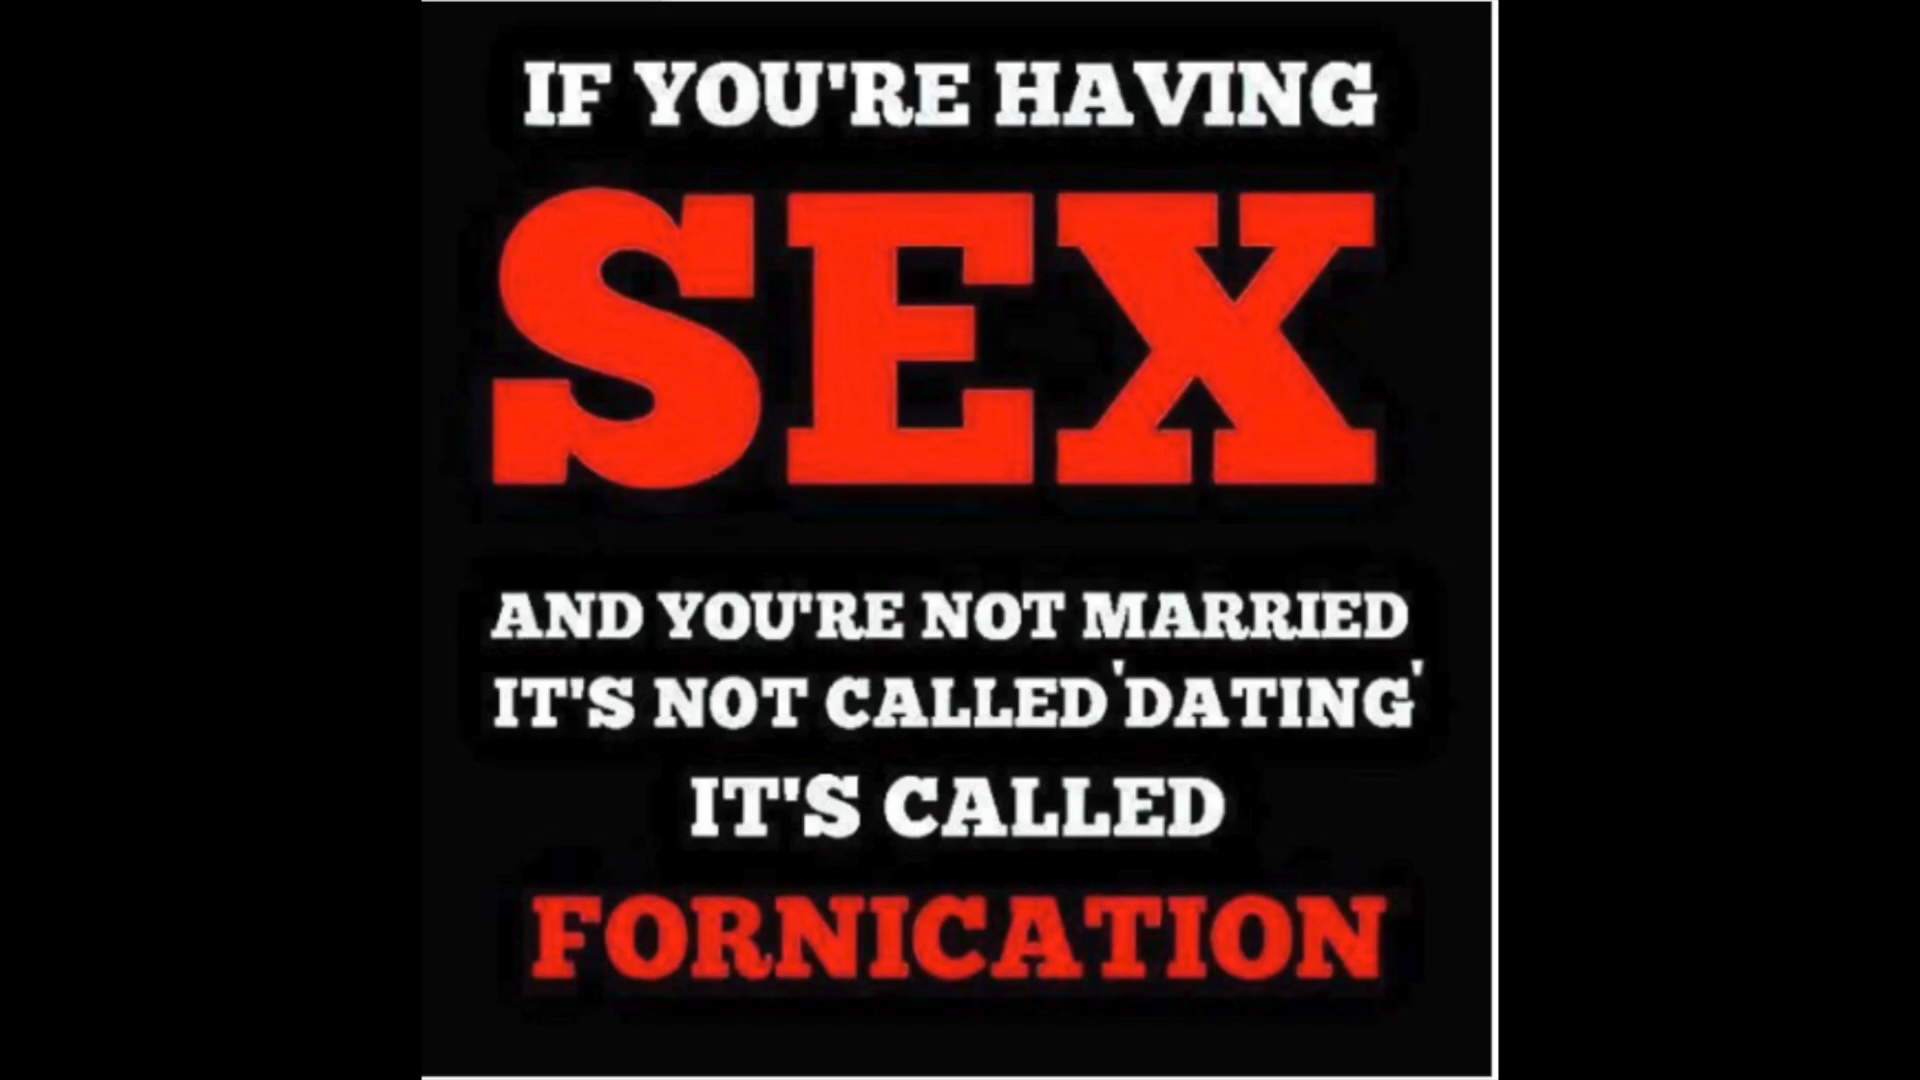 IF YOU'RE HAVING
SEX
AND YOU'RE NOT MARRIED
IT'S NOT CALLED 'DATING'
IT'S CALLED
FORNICATION